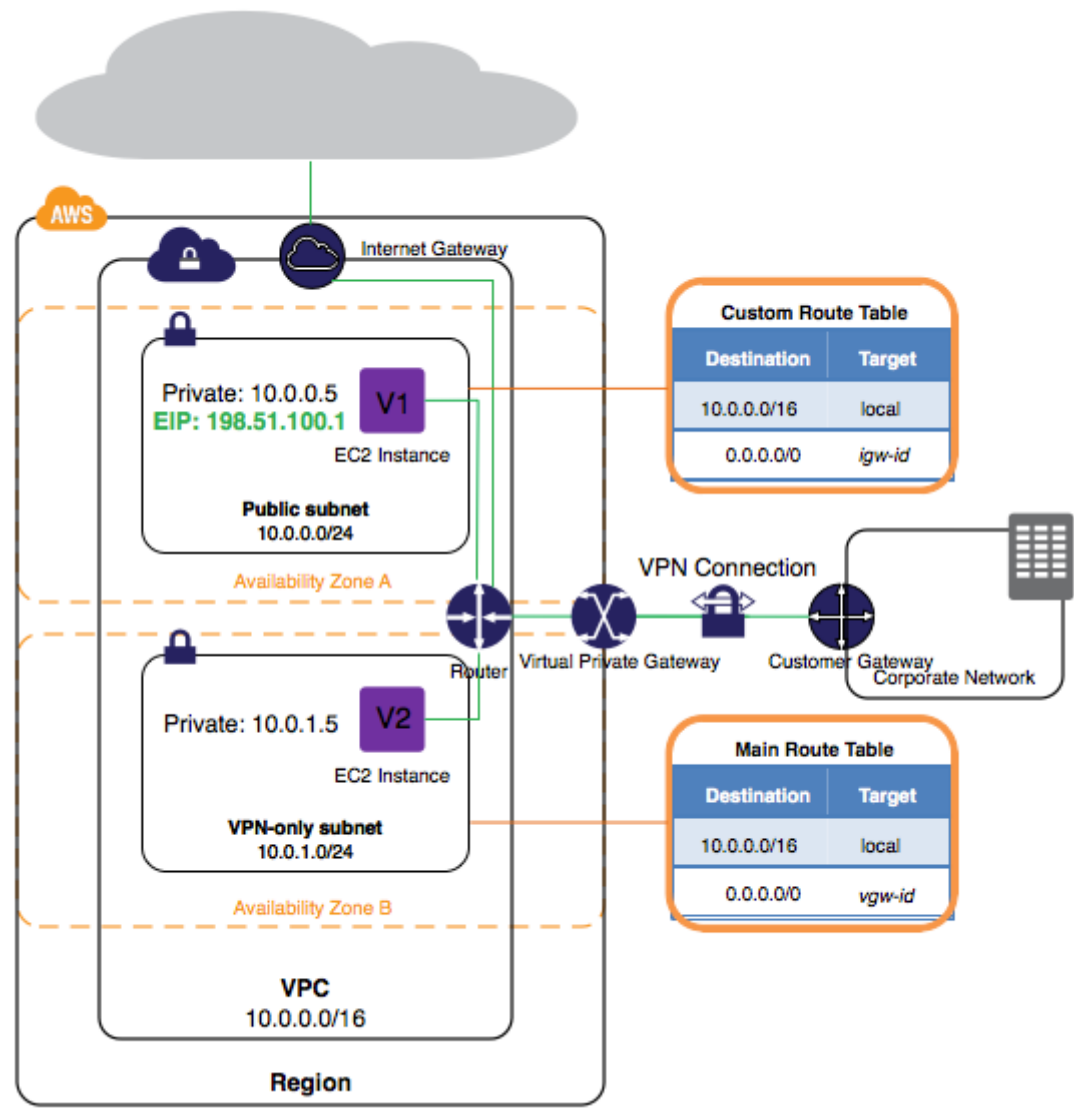 AWS
Internet Gateway
Private: 10.0.0.5
EIP: 198.51.100.1
V1
EC2 Instance
Public subnet
10.0.0.0/24
Availability Zone A
Custom Route Table
Destination Target
10.0.0.0/16 local
0.0.0.0/0 igw-id
VPN Connection
Router
Virtual Private Gateway
Customer Gateway
Corporate Network
Private: 10.0.1.5
V2
EC2 Instance
VPN-only subnet
10.0.1.0/24
Availability Zone B
Main Route Table
Destination Target
10.0.0.0/16 local
0.0.0.0/0 vgw-id
VPC
10.0.0.0/16
Region